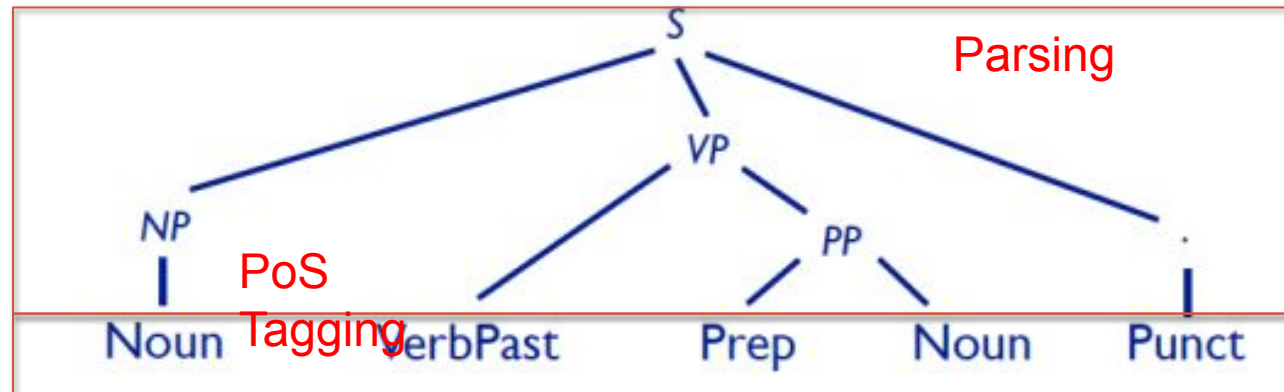 S
Parsing
VP
NP
PP
.
PoS
Tagging
Noun VerbPast Prep Noun Punct